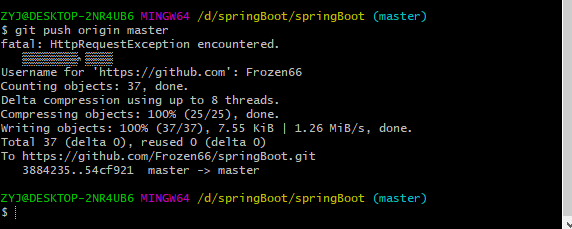 ZYJ@DESKTOP-2NR4UB6 MINGW64 /d/springBoot/springBoot (master)
$ git push origin master
fatal: HttpRequestException encountered.
Username for 'https://github.com': Frozen66
Counting objects: 37, done.
Delta compression using up to 8 threads.
Compressing objects: 100% (25/25), done.
Writing objects: 100% (37/37), 7.55 KiB | 1.26 MiB/s, done.
Total 37 (delta 0), reused 0 (delta 0)
To https://github.com/Frozen66/springBoot.git
3884235..54cf921 master -> master
ZYJ@DESKTOP-2NR4UB6 MINGW64 /d/springBoot/springBoot (master)
$